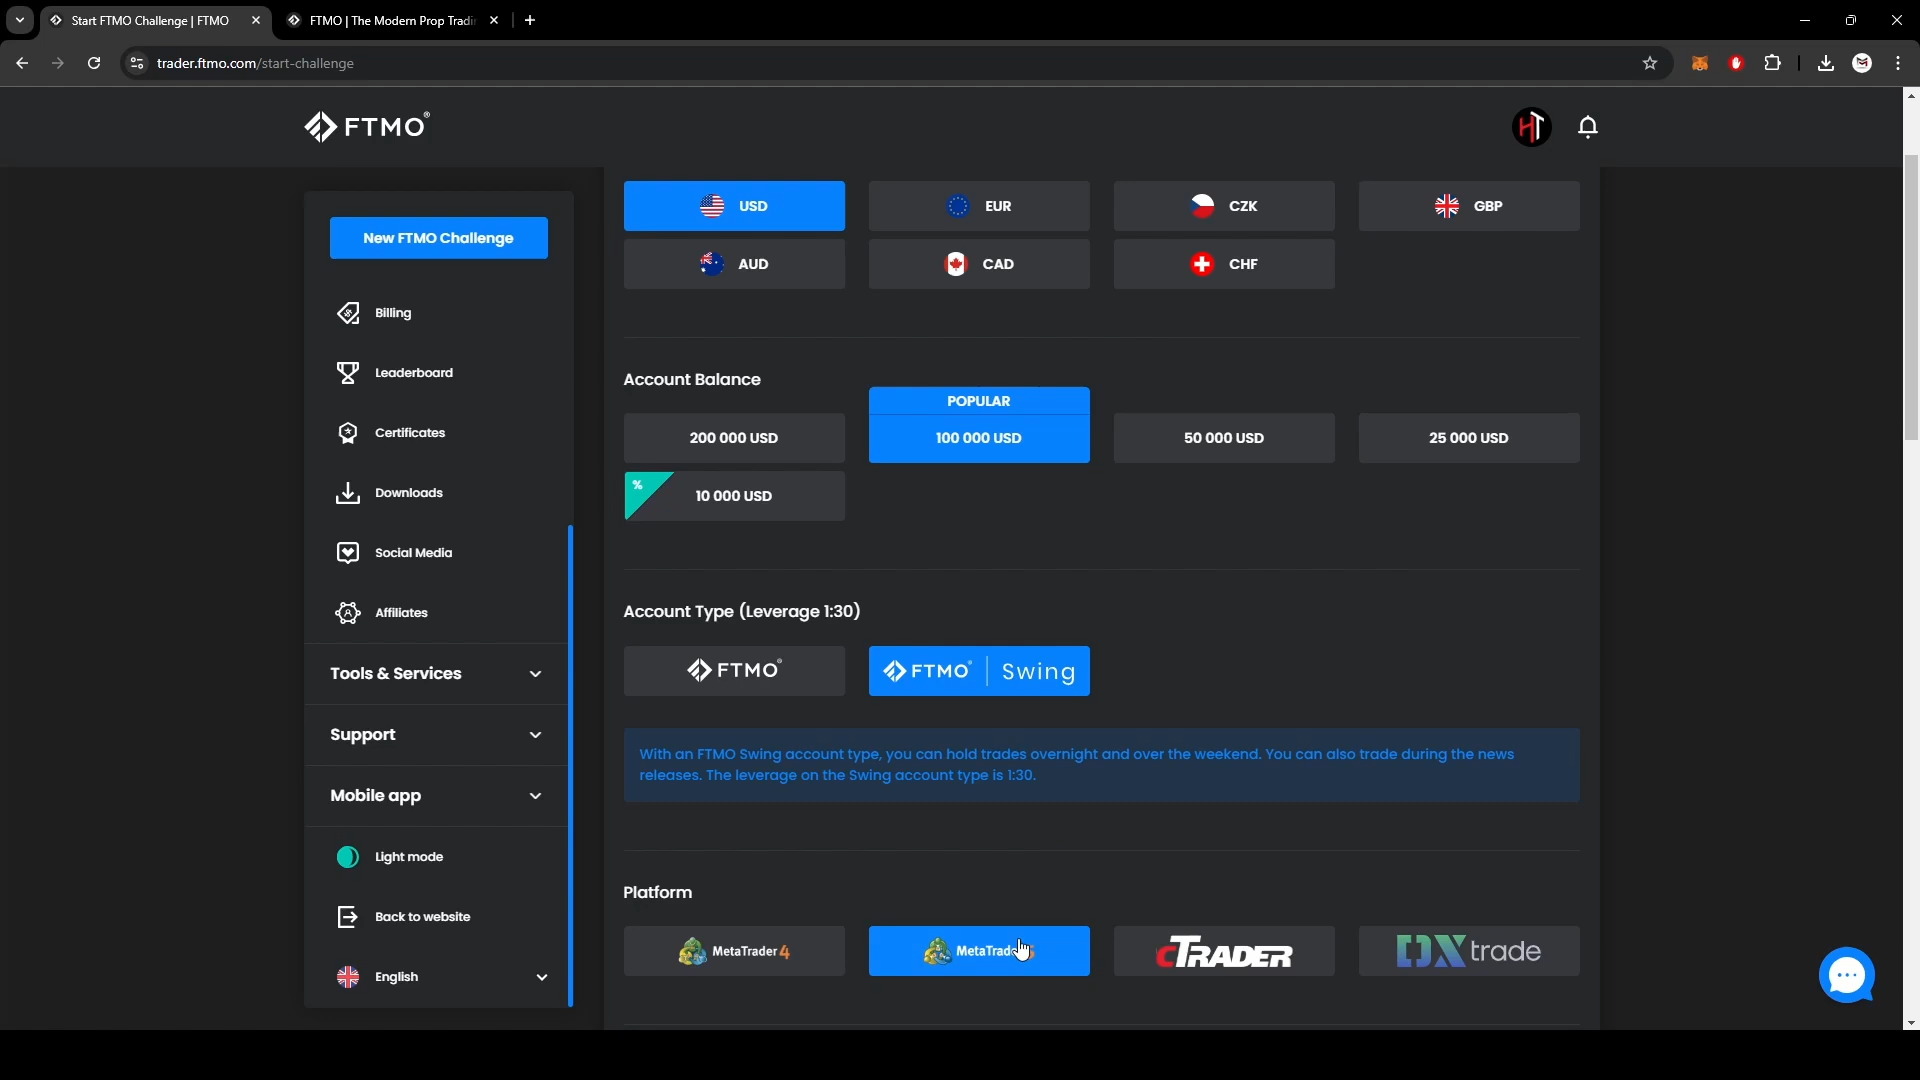 Start FTMO Challenge | FTMO
FTMO | The Modern Prop Tradi
trader.ftmo.com/start-challenge
FTMO®
HT
New FTMO Challenge
Billing
Leaderboard
Certificates
Downloads
Social Media
Affiliates
Tools & Services
Support
Mobile app
Light mode
Back to website
English
USD
EUR
CZK
GBP
AUD
CAD
CHF
Account Balance
POPULAR
200 000 USD
100 000 USD
50 000 USD
25 000 USD
%
10 000 USD
Account Type (Leverage 1:30)
FTMO®
FTMO® | Swing
With an FTMO Swing account type, you can hold trades overnight and over the weekend. You can also trade during the news
releases. The leverage on the Swing account type is 1:30.
Platform
MetaTrader 4
MetaTrad
cTRADER
DXtrade